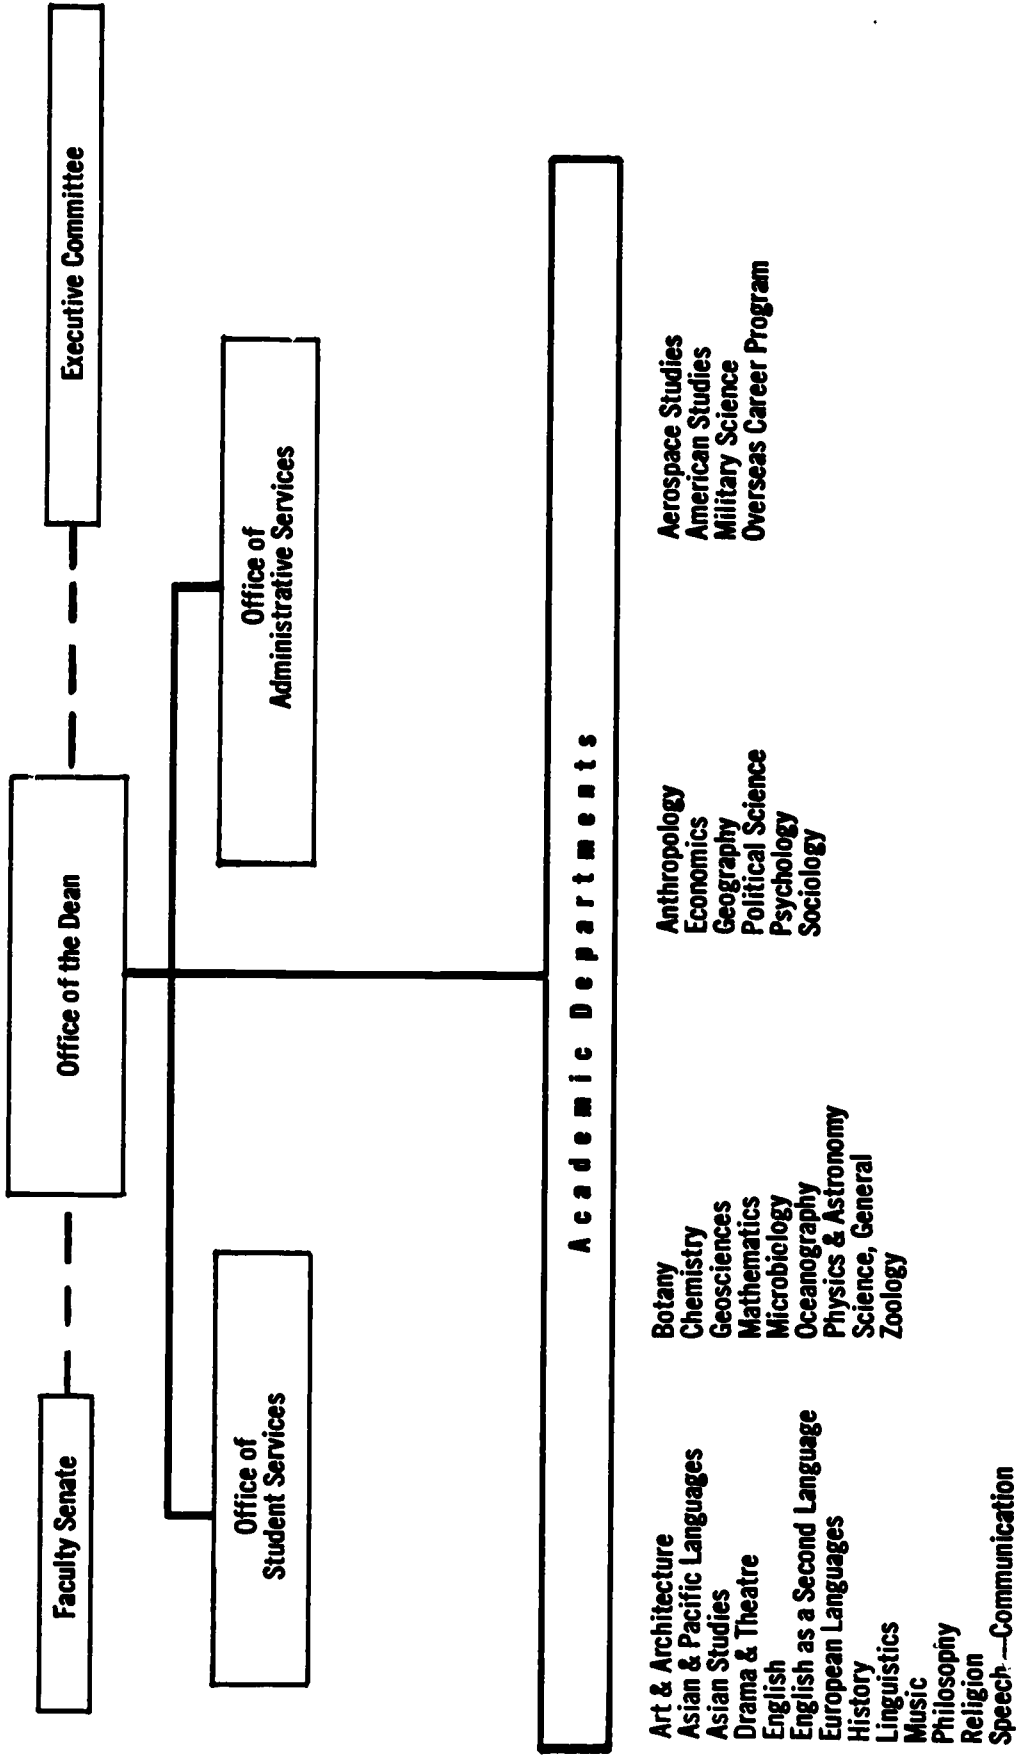 Faculty Senate
Office of the Dean
Executive Committee
Office of
Student Services
Office of
Administrative Services
Academic Departments
Art & Architecture
Asian & Pacific Languages
Asian Studies
Drama & Theatre
English
English as a Second Language
European Languages
History
Linguistics
Music
Philosophy
Religion
Speech—Communication
Botany
Chemistry
Geosciences
Mathematics
Microbiology
Oceanography
Physics & Astronomy
Science, General
Zoology
Anthropology
Economics
Geography
Political Science
Psychology
Sociology
Aerospace Studies
American Studies
Military Science
Overseas Career Program